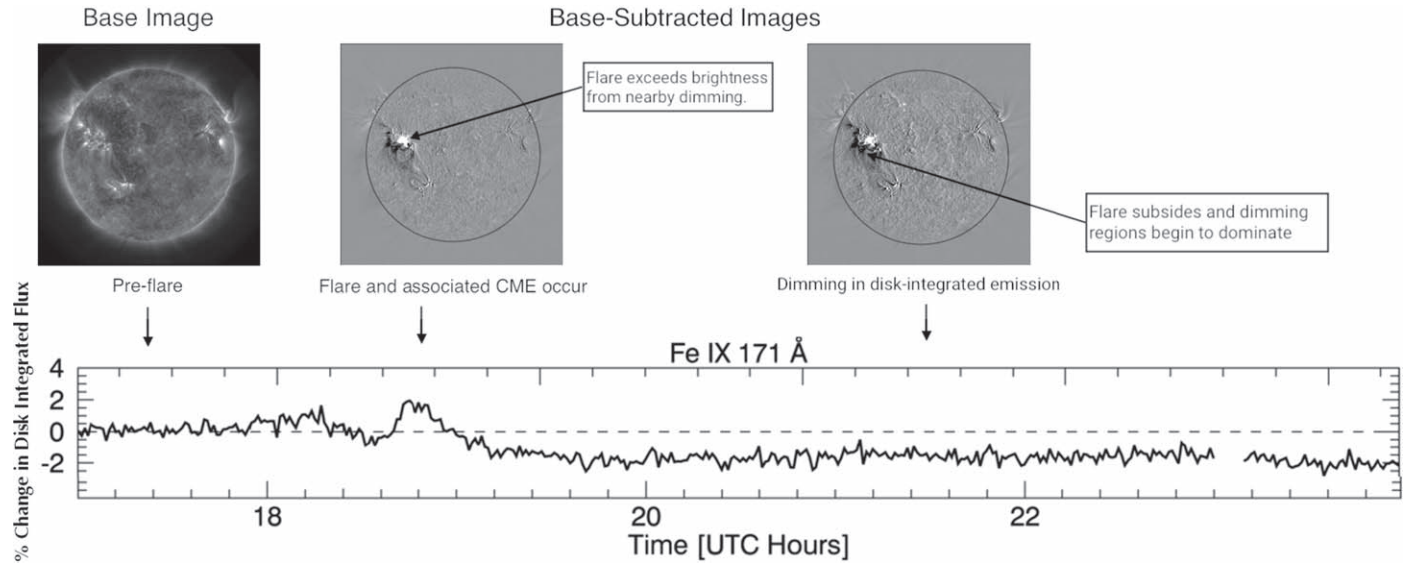 Base Image
Base-Subtracted Images
Flare exceeds brightness
from nearby dimming.
Flare subsides and dimming
regions begin to dominate
Pre-flare
Flare and associated CME occur
Dimming in disk-integrated emission
% Change in Disk Integrated Flux
Fe IX 171 Å
4
2
0
-2
18
20
22
Time [UTC Hours]